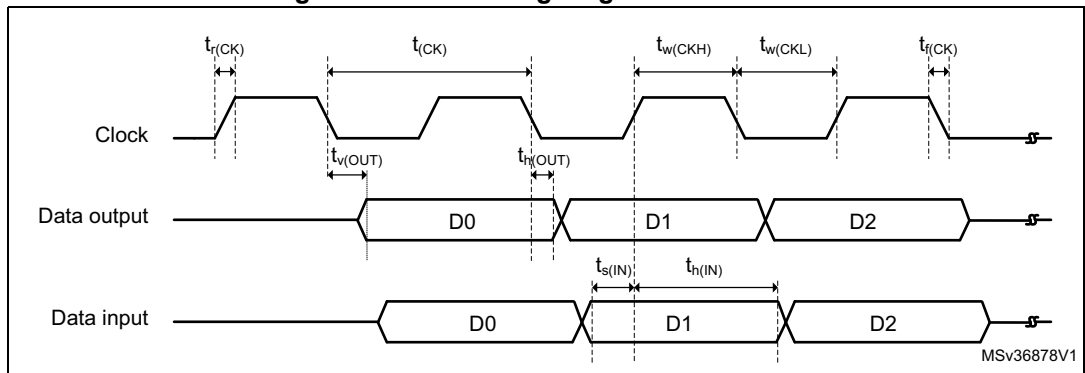 t_r(CK) t_(CK) t_w(CKH) t_w(CKL) t_f(CK)
Clock
t_v(OUT) t_h(OUT)
Data output D0 D1 D2
t_s(IN) t_h(IN)
Data input D0 D1 D2
MSv36878V1